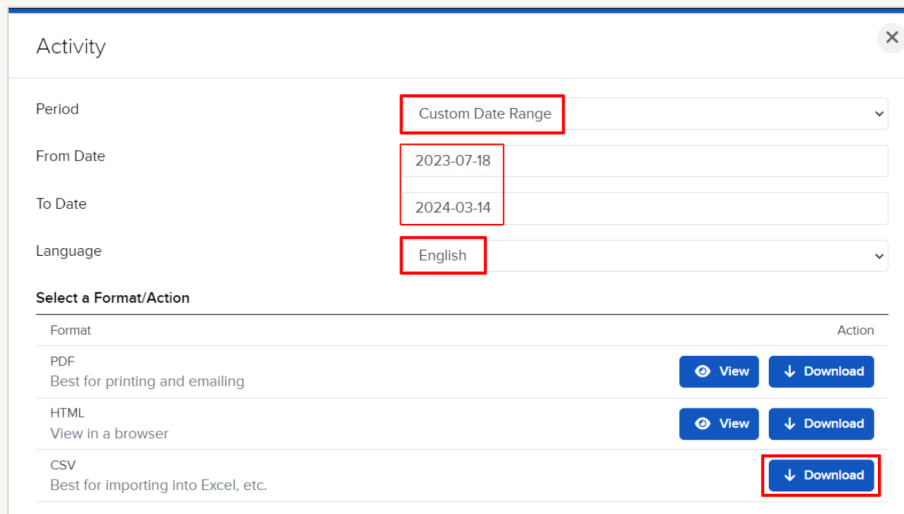 Activity
Period
Custom Date Range
From Date
2023-07-18
To Date
2024-03-14
Language
English
Select a Format/Action
Format Action
PDF
Best for printing and emailing
View Download
HTML
View in a browser
View Download
CSV
Best for importing into Excel, etc.
Download